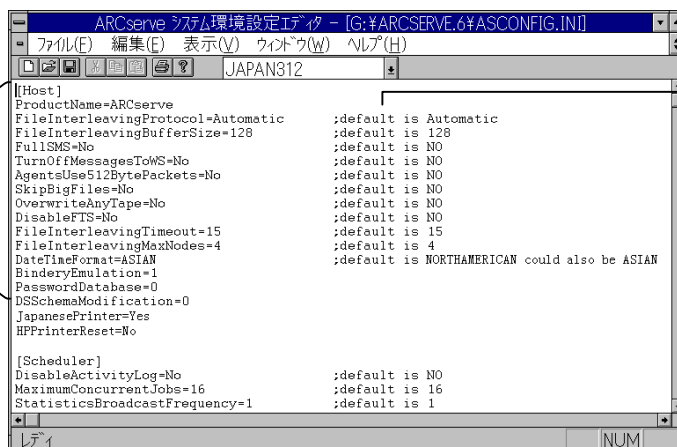 ARCserve システム環境設定エディタ - [G:¥ARCSERVE.6¥ASCONFIG.INI]
ファイル(F) 編集(E) 表示(V) ウィンドウ(W) ヘルプ(H)
JAPAN312
[Host]
ProductName=ARCserve
FileInterleavingProtocol=Automatic ;default is Automatic
FileInterleavingBufferSize=128 ;default is 128
FullSMS=No ;default is NO
TurnOffMessagesToWS=No ;default is NO
AgentsUse512BytePackets=No ;default is NO
SkipBigFiles=No ;default is NO
OverwriteAnyTape=No ;default is NO
DisableFTS=No ;default is NO
FileInterleavingTimeout=15 ;default is 15
FileInterleavingMaxNodes=4 ;default is 4
DateTimeFormat=ASIAN ;default is NORTHAMERICAN could also be ASIAN
BinderyEmulation=1
PasswordDatabase=0
DSSchemaModification=0
JapanesePrinter=Yes
HPPrinterReset=No
[Scheduler]
DisableActivityLog=No ;default is NO
MaximumConcurrentJobs=16 ;default is 16
StatisticsBroadcastFrequency=1 ;default is 1
レディ NUM